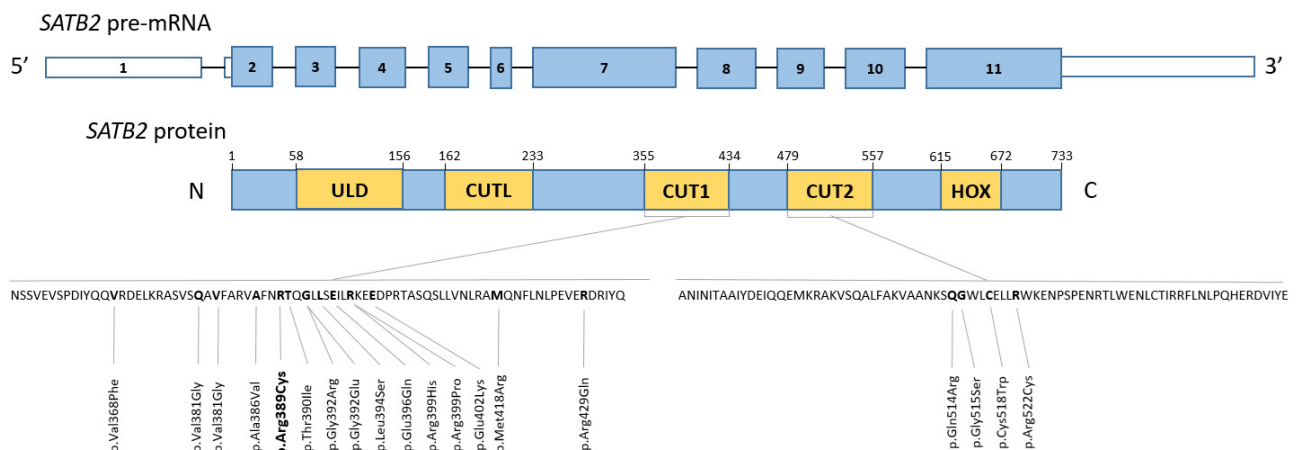 SATB2 pre-mRNA
5’ 1 2 3 4 5 6 7 8 9 10 11 3’
SATB2 protein
1 58 156 162 233 355 434 479 557 615 672 733
N ULD CUTL CUT1 CUT2 HOX C
NSSVEVSPDIYQQVRDELKRASVSQAVFARVAFNRTQGLLSEILRKEEDPRTASQSLLVNLRAMQNFLNLPEVERDRIYQ
ANINITAAIYDEIQQEMKRAKVSQALFAKVAANKSQGWLCELLRWKENPSPENRTLWENLCTIRRFLNLPQHERDVIYE
p.Val368Phe
p.Val381Gly
p.Val381Gly
p.Ala386Val
p.Arg389Cys
p.Thr390Ile
p.Gly392Arg
p.Gly392Glu
p.Leu394Ser
p.Glu396Gln
p.Arg399His
p.Arg399Pro
p.Glu402Lys
p.Met418Arg
p.Arg429Gln
p.Gln514Arg
p.Gly515Ser
p.Cys518Trp
p.Arg522Cys